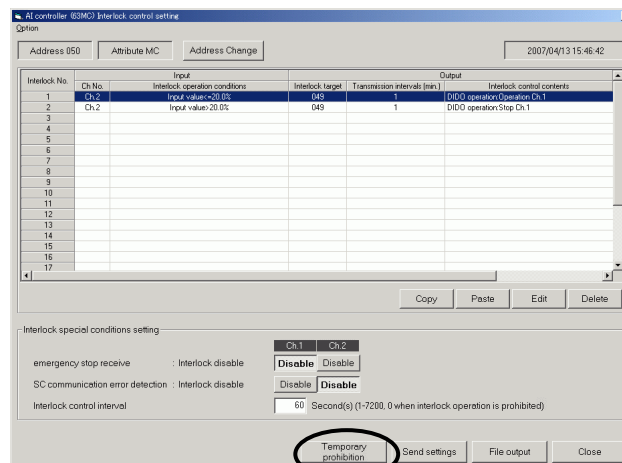 AI controller (63MC) Interlock control setting
Option
Address 050 Attribute MC Address Change 2007/04/13 15:46:42
Interlock No. Input Output
Ch No. Interlock operation conditions Interlock target Transmission intervals (min.) Interlock control contents
1 Ch.2 Input value<=20.0% 049 1 DIDO operation:Operation Ch.1
2 Ch.2 Input value>20.0% 049 1 DIDO operation:Stop Ch.1
3
4
5
6
7
8
9
10
11
12
13
14
15
16
17
Copy Paste Edit Delete
Interlock special conditions setting
Ch.1 Ch.2
emergency stop receive : Interlock disable Disable Disable
SC communication error detection : Interlock disable Disable Disable
Interlock control interval 60 Second(s) (1-7200, 0 when interlock operation is prohibited)
Temporary
prohibition Send settings File output Close